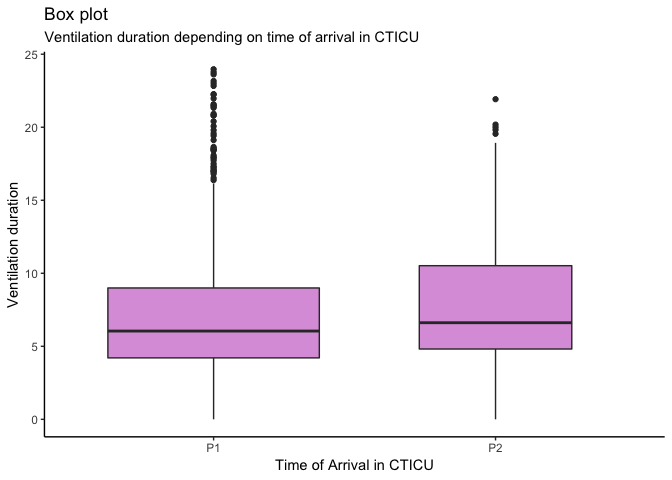 Box plot
Ventilation duration depending on time of arrival in CTICU
25
20
15
10
5
0
Ventilation duration
P1 P2
Time of Arrival in CTICU